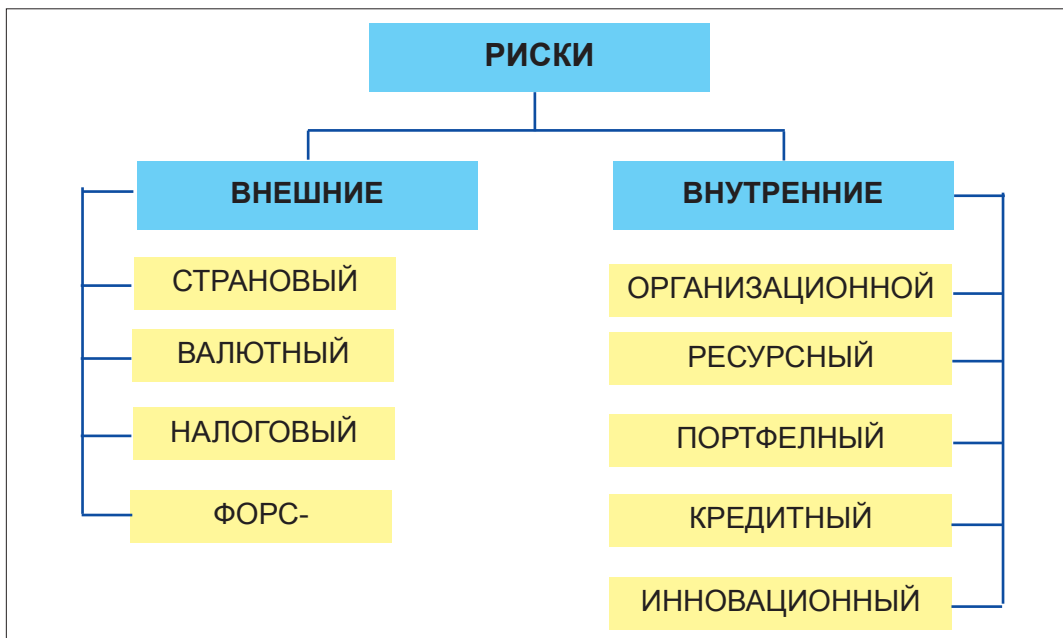 РИСКИ
ВНЕШНИЕ
СТРАНОВЫЙ
ВАЛЮТНЫЙ
НАЛОГОВЫЙ
ФОРС-
ВНУТРЕННИЕ
ОРГАНИЗАЦИОННОЙ
РЕСУРСНЫЙ
ПОРТФЕЛНЫЙ
КРЕДИТНЫЙ
ИННОВАЦИОННЫЙ